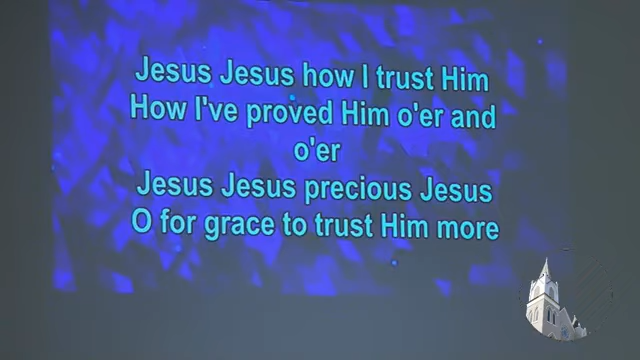 Jesus Jesus how I trust Him
How I've proved Him o'er and
o'er
Jesus Jesus precious Jesus
O for grace to trust Him more